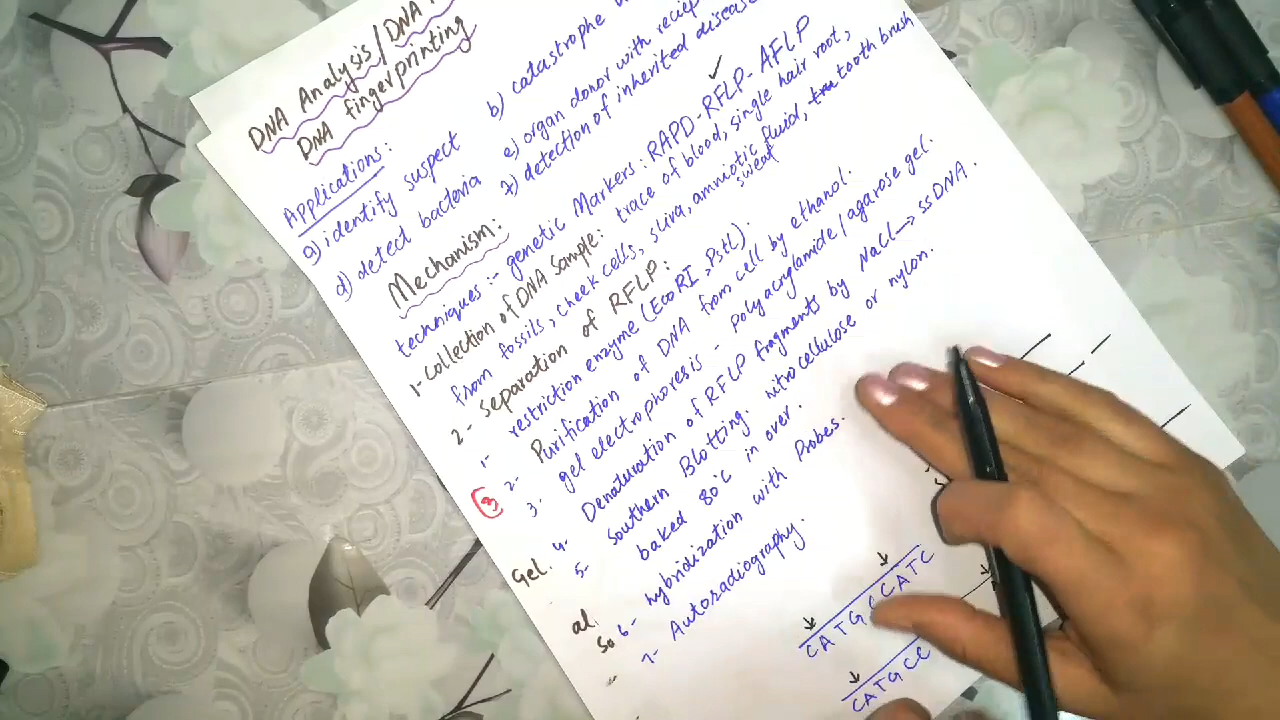 DNA Analysis/DNA
DNA fingerprinting
Applications:
a) identify suspect b) catastrophe
d) detect bacteria e) organ donor with reciep
7) detection of inherited disease
Mechanism:
techniques :- genetic Markers: RAPD-RFLP-AFLP
1- collection of DNA Sample: trace of blood, single hair root,
from fossils, cheek cells, sliva, amniotic fluid, tooth brush
sweat
2- separation of RFLP:
1- restriction enzyme (EcoRI, PstI).
2- Purification of DNA from cell by ethanol.
3- gel electrophoresis - polyacrylamide/agarose gel.
4- Denaturation of RFLP fragments by NaCl → ssDNA.
5- Southern Blotting. nitrocellulose or nylon.
baked 80°C in over.
6- hybridization with Probes.
7- Autoradiography.
3
Gel.
al.
So
CATGCCATC
CATGCC